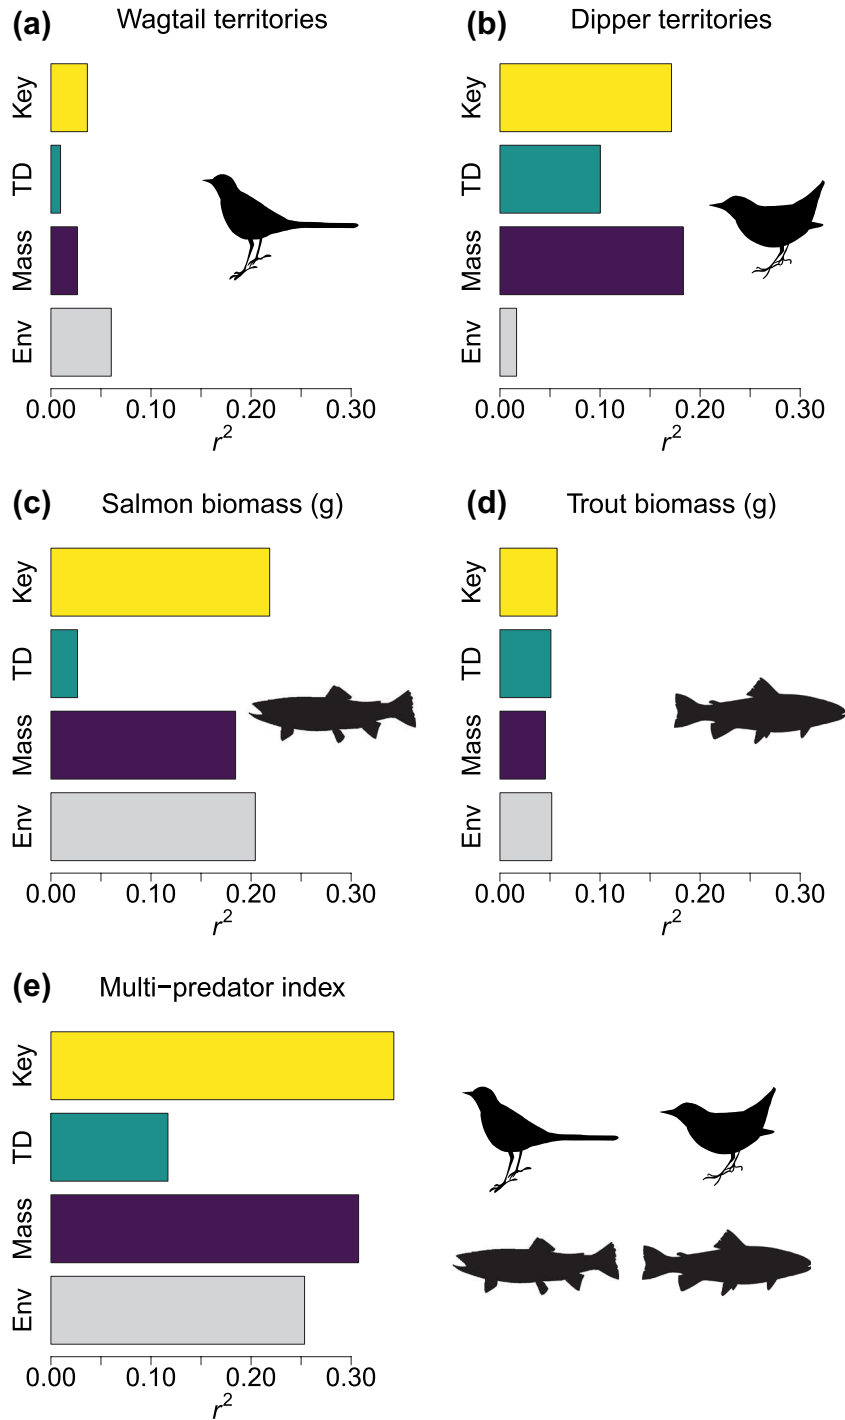 (a) Wagtail territories
Key
TD
Mass
Env
0.00 0.10 0.20 0.30
r²
(b) Dipper territories
Key
TD
Mass
Env
0.00 0.10 0.20 0.30
r²
(c) Salmon biomass (g)
Key
TD
Mass
Env
0.00 0.10 0.20 0.30
r²
(d) Trout biomass (g)
Key
TD
Mass
Env
0.00 0.10 0.20 0.30
r²
(e) Multi−predator index
Key
TD
Mass
Env
0.00 0.10 0.20 0.30
r²